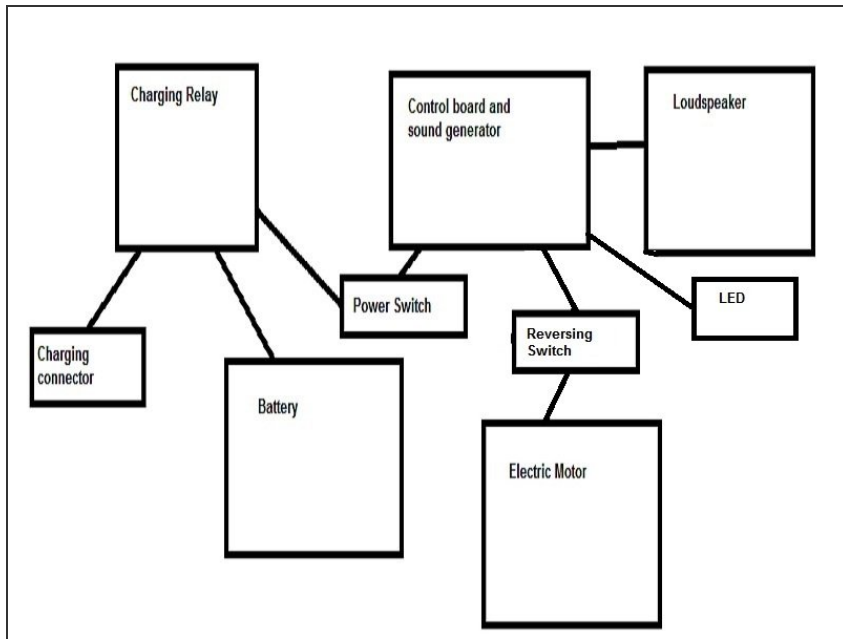 Charging Relay
Control board and
sound generator
Loudspeaker
Power Switch
LED
Reversing
Switch
Charging
connector
Battery
Electric Motor